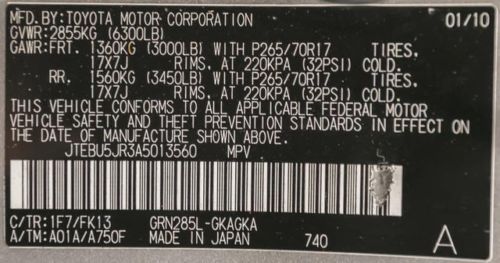 MFD.BY:TOYOTA MOTOR CORPORATION 01/10
GVWR:2855KG (6300LB)
GAWR:FRT. 1360KG (3000LB) WITH P265/70R17 TIRES.
17X7J RIMS. AT 220KPA (32PSI) COLD.
RR. 1560KG (3450LB) WITH P265/70R17 TIRES.
17X7J RIMS. AT 220KPA (32PSI) COLD.
THIS VEHICLE CONFORMS TO ALL APPLICABLE FEDERAL MOTOR
VEHICLE SAFETY AND THEFT PREVENTION STANDARDS IN EFFECT ON
THE DATE OF MANUFACTURE SHOWN ABOVE.
JTEBU5JR3A5013560 MPV
C/TR:1F7/FK13 GRN285L-GKAGKA
A/TM:A01A/A750F MADE IN JAPAN 740 A